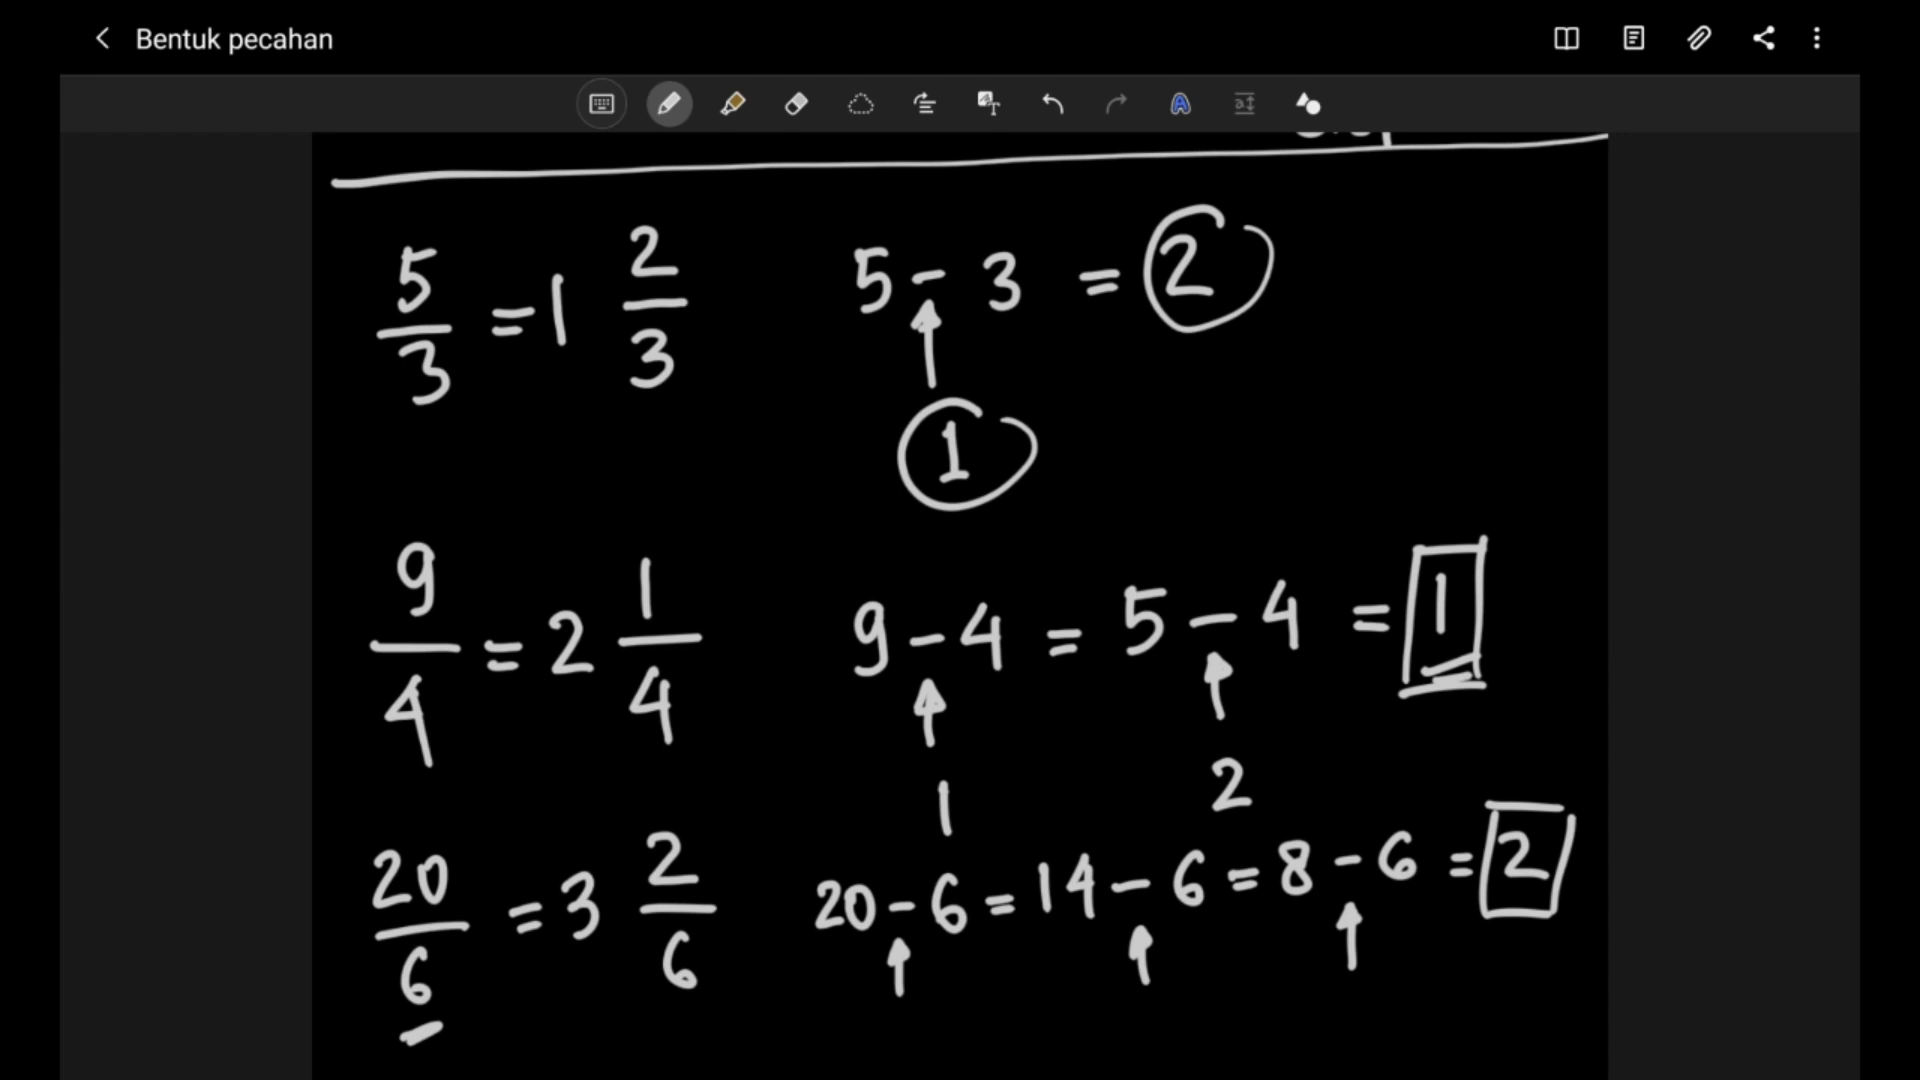 Bentuk pecahan
5/3 = 1 2/3
5 - 3 = 2
1
9/4 = 2 1/4
9 - 4 = 5 - 4 = 1
1 2
20/6 = 3 2/6
20 - 6 = 14 - 6 = 8 - 6 = 2